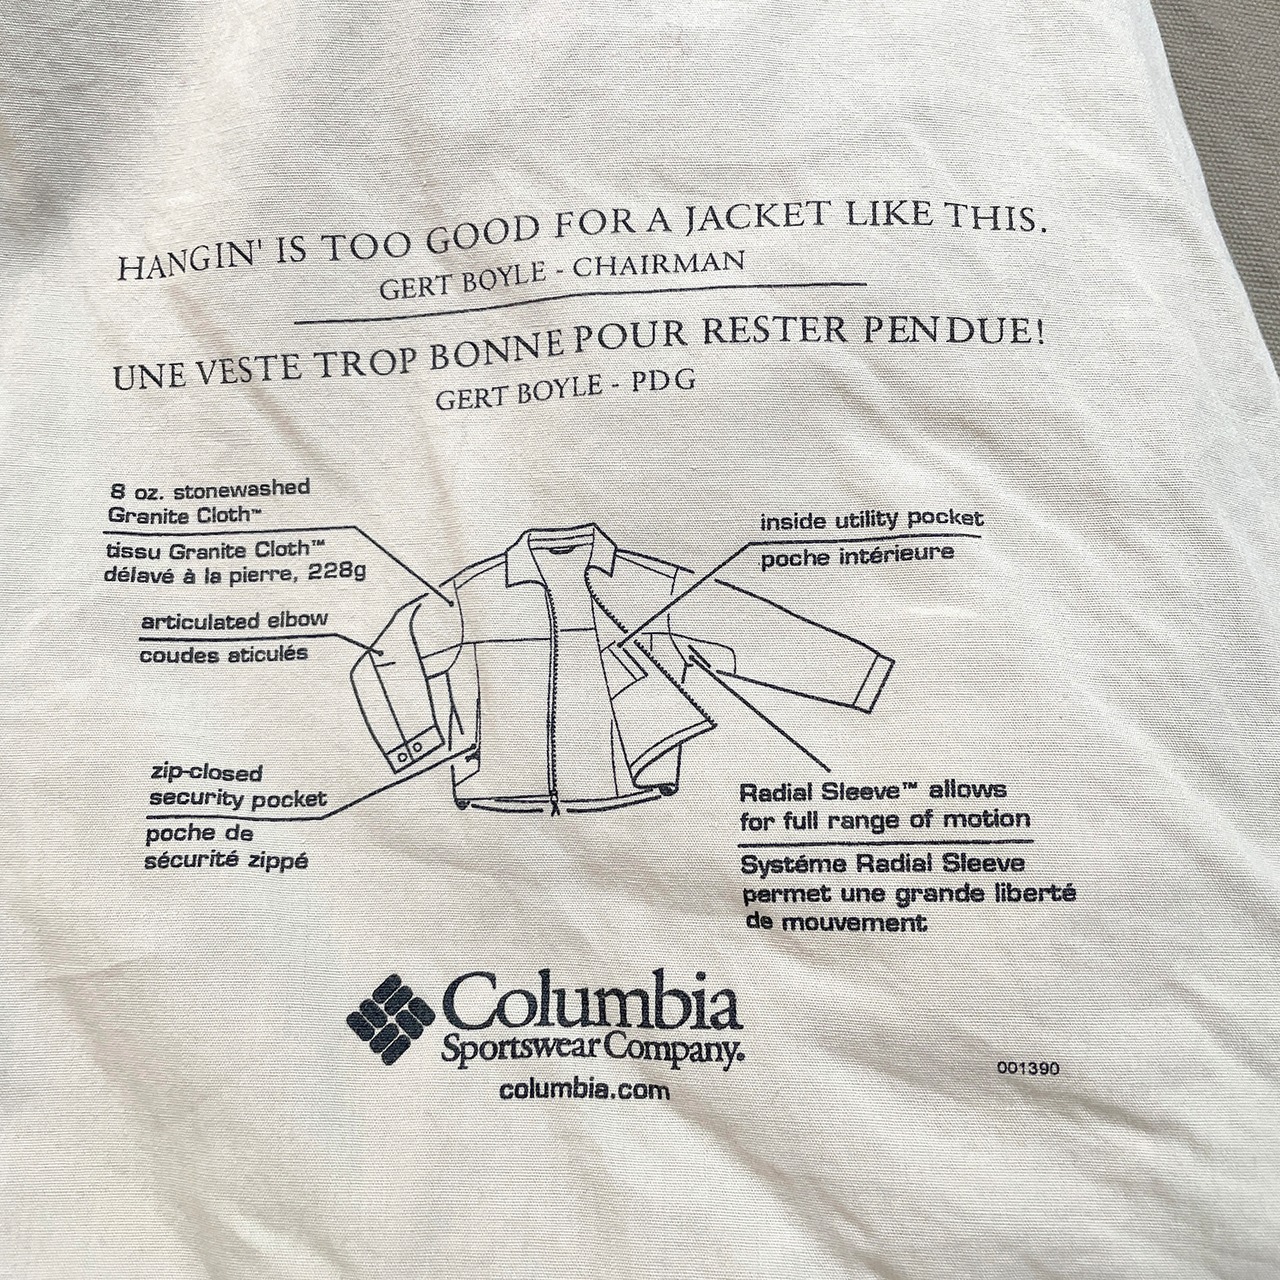 HANGIN' IS TOO GOOD FOR A JACKET LIKE THIS.
GERT BOYLE - CHAIRMAN
UNE VESTE TROP BONNE POUR RESTER PENDUE!
GERT BOYLE - PDG
8 oz. stonewashed
Granite Cloth™
tissu Granite Cloth™
délavé à la pierre, 228g
inside utility pocket
poche intérieure
articulated elbow
coudes aticulés
zip-closed
security pocket
poche de
sécurité zippé
Radial Sleeve™ allows
for full range of motion
Systéme Radial Sleeve
permet une grande liberté
de mouvement
Columbia
Sportswear Company.
columbia.com
001390